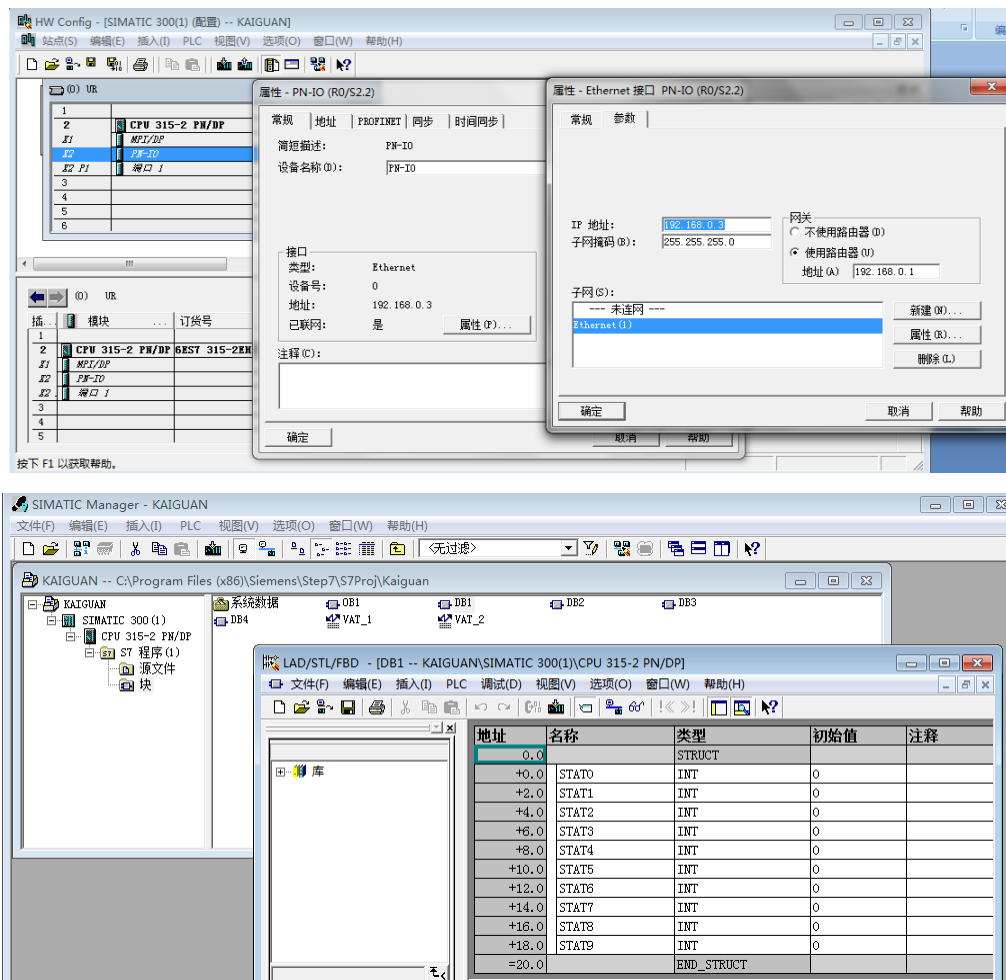 HW Config - [SIMATIC 300(1) (配置) -- KAIGUAN]
站点(S) 编辑(E) 插入(I) PLC 视图(V) 选项(O) 窗口(W) 帮助(H)
(0) UR
1
2 CPU 315-2 PN/DP
X1 MPI/DP
X2 PN-IO
X2 P1 端口 1
3
4
5
6
(0) UR
插... 模块 ... 订货号
1
2 CPU 315-2 PN/DP 6ES7 315-2EH
X1 MPI/DP
X2 PN-IO
X2 . 端口 1
3
4
5
按下 F1 以获取帮助。
属性 - PN-IO (R0/S2.2)
常规 地址 PROFINET 同步 时间同步
简短描述: PN-IO
设备名称(D): PN-IO
接口
类型: Ethernet
设备号: 0
地址: 192.168.0.3
已联网: 是 属性(P)...
注释(C):
确定 取消 帮助
属性 - Ethernet 接口 PN-IO (R0/S2.2)
常规 参数
IP 地址: 192.168.0.3
子网掩码(B): 255.255.255.0
网关
不使用路由器(D)
使用路由器(U)
地址(A) 192.168.0.1
子网(S):
--- 未连网 ---
Ethernet(1)
新建(N)...
属性(R)...
删除(L)
确定 取消 帮助
编
SIMATIC Manager - KAIGUAN
文件(F) 编辑(E) 插入(I) PLC 视图(V) 选项(O) 窗口(W) 帮助(H)
<无过滤>
KAIGUAN -- C:\Program Files (x86)\Siemens\Step7\S7Proj\Kaiguan
KAIGUAN
SIMATIC 300(1)
CPU 315-2 PN/DP
S7 程序(1)
源文件
块
系统数据 OB1 DB1 DB2 DB3
DB4 VAT_1 VAT_2
LAD/STL/FBD - [DB1 -- KAIGUAN\SIMATIC 300(1)\CPU 315-2 PN/DP]
文件(F) 编辑(E) 插入(I) PLC 调试(D) 视图(V) 选项(O) 窗口(W) 帮助(H)
库
地址 名称 类型 初始值 注释
0.0 STRUCT
+0.0 STAT0 INT 0
+2.0 STAT1 INT 0
+4.0 STAT2 INT 0
+6.0 STAT3 INT 0
+8.0 STAT4 INT 0
+10.0 STAT5 INT 0
+12.0 STAT6 INT 0
+14.0 STAT7 INT 0
+16.0 STAT8 INT 0
+18.0 STAT9 INT 0
=20.0 END_STRUCT